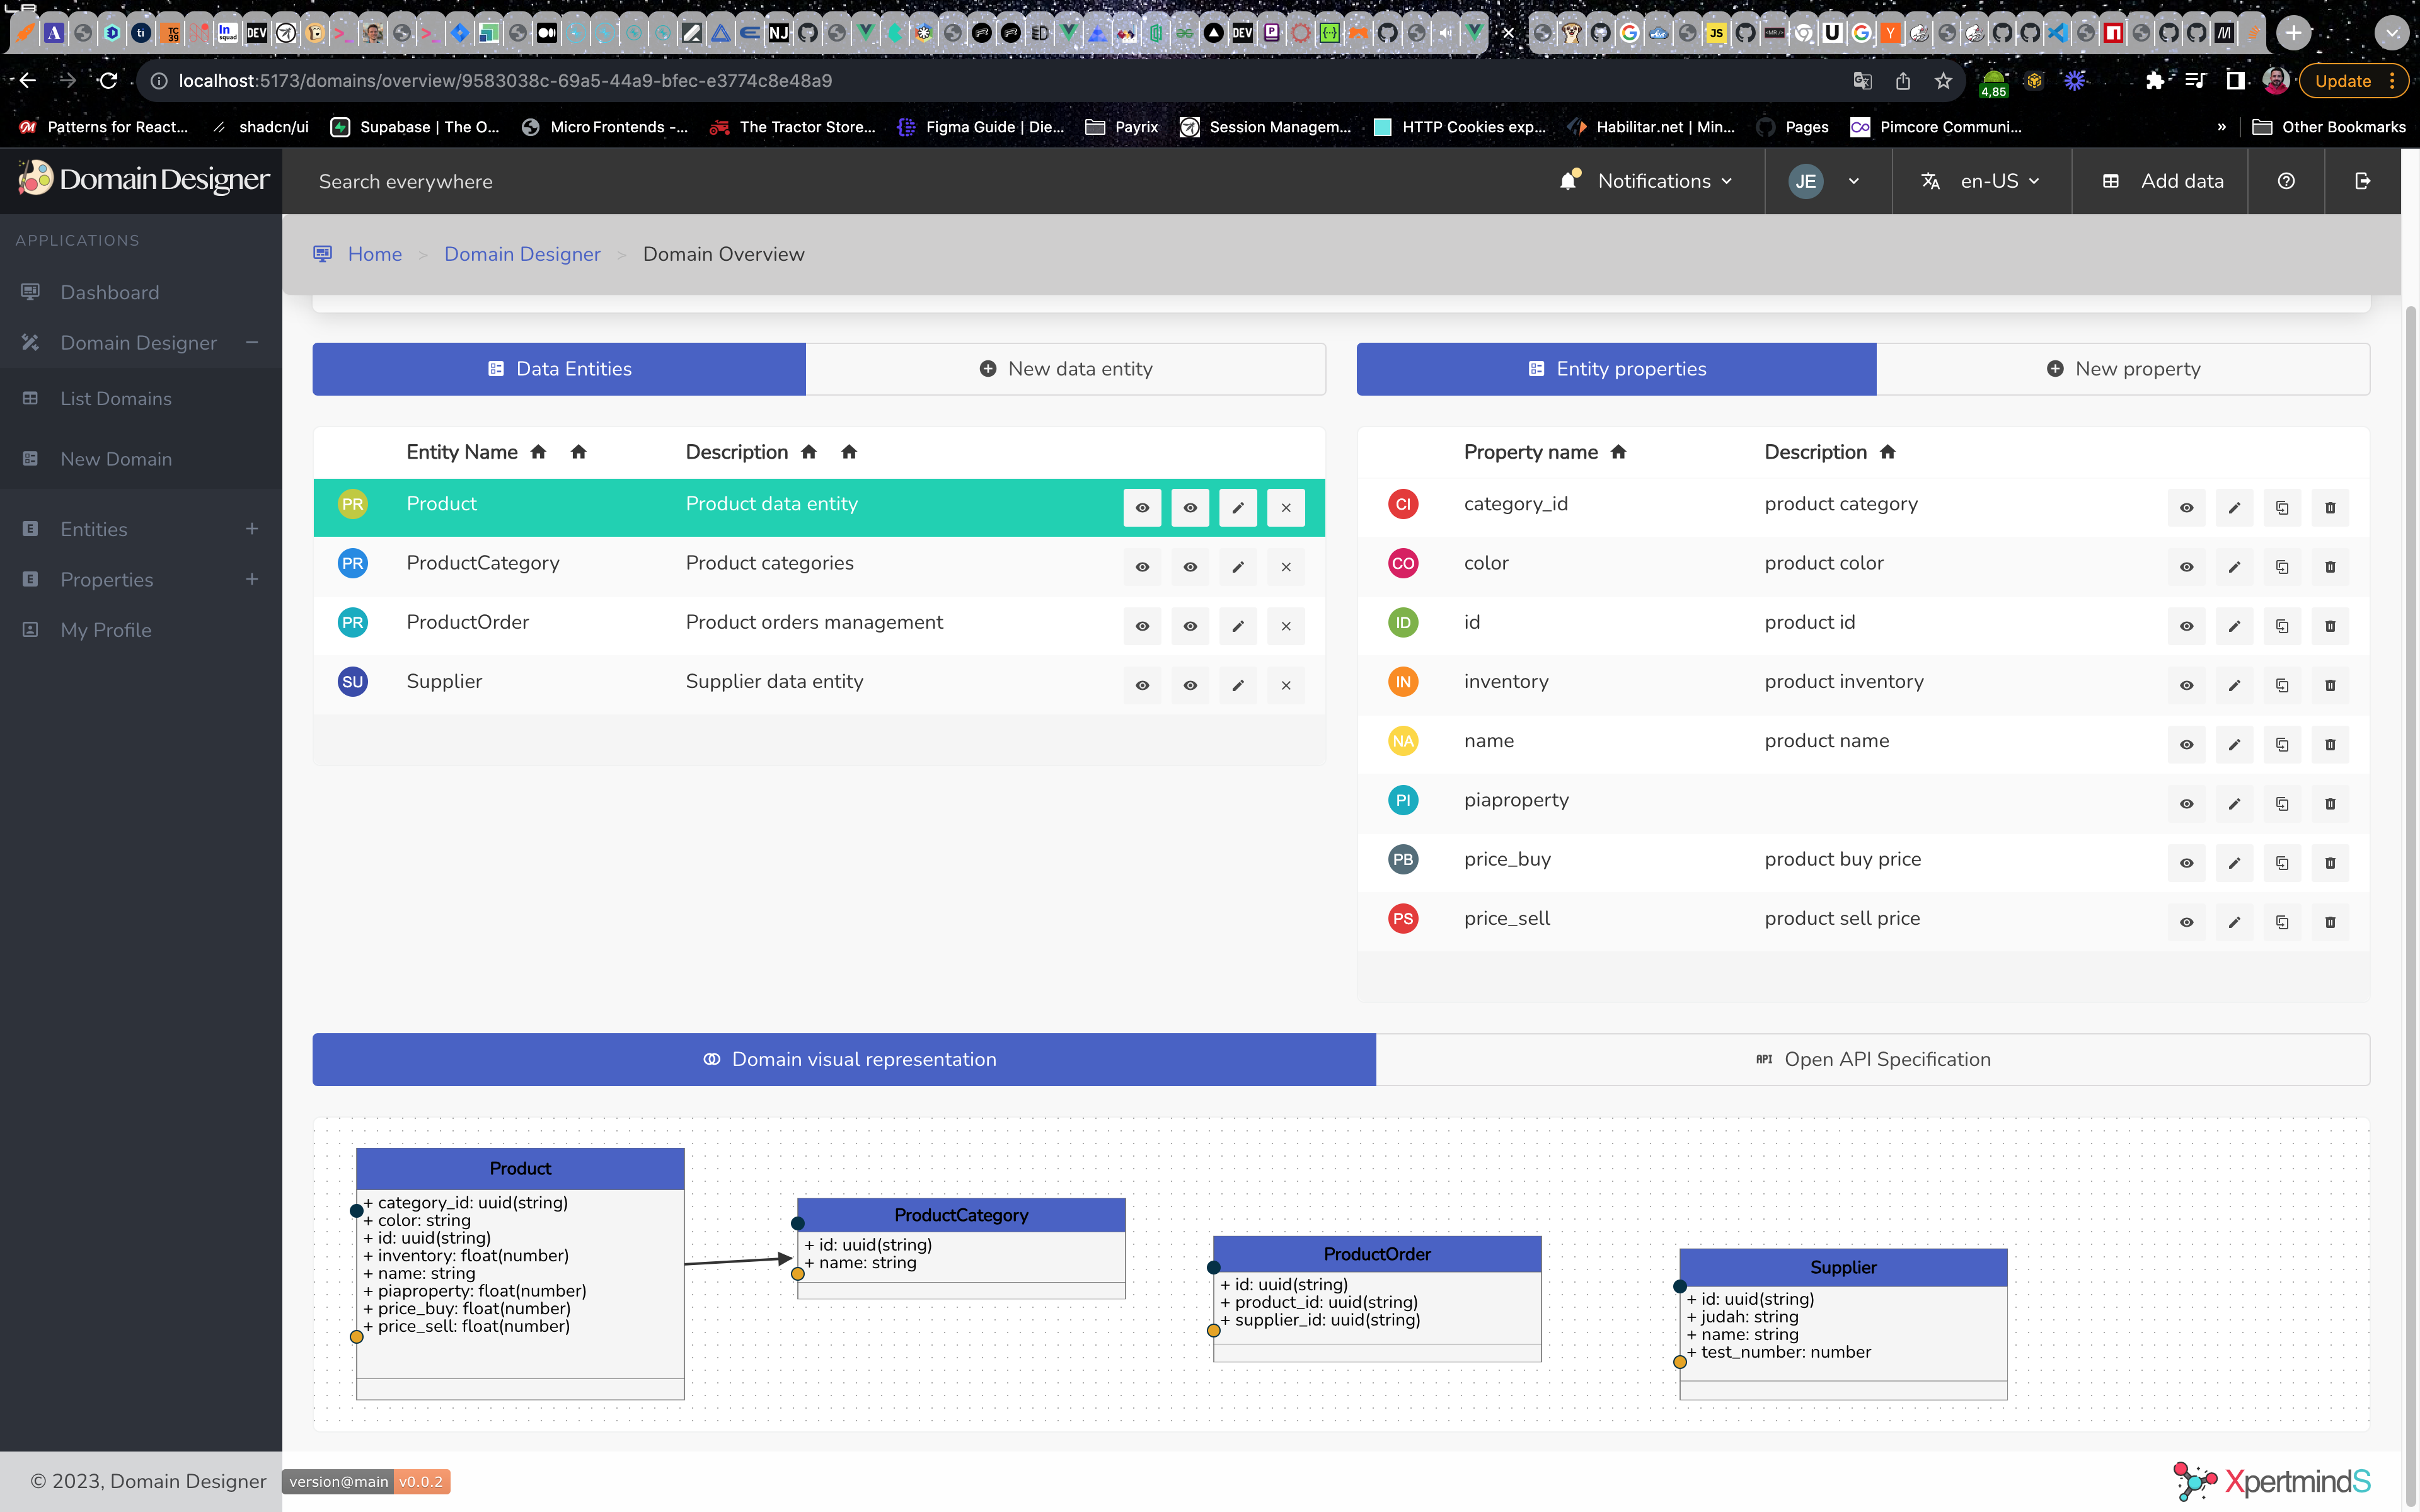 localhost:5173/domains/overview/9583038c-69a5-44a9-bfec-e3774c8e48a9
4,85
Update
Patterns for React...
shadcn/ui
Supabase | The O...
Micro Frontends -...
The Tractor Store...
Figma Guide | Die...
Payrix
Session Managem...
HTTP Cookies exp...
Habilitar.net | Min...
Pages
Pimcore Communi...
»
Other Bookmarks
Domain Designer
Search everywhere
Notifications
JE
en-US
Add data
APPLICATIONS
Dashboard
Domain Designer
List Domains
New Domain
Entities
Properties
My Profile
Home > Domain Designer > Domain Overview
Data Entities
New data entity
Entity Name Description
PR Product Product data entity
PR ProductCategory Product categories
PR ProductOrder Product orders management
SU Supplier Supplier data entity
Entity properties
New property
Property name Description
CI category_id product category
CO color product color
ID id product id
IN inventory product inventory
NA name product name
PI piaproperty
PB price_buy product buy price
PS price_sell product sell price
Domain visual representation
API Open API Specification
Product
+ category_id: uuid(string)
+ color: string
+ id: uuid(string)
+ inventory: float(number)
+ name: string
+ piaproperty: float(number)
+ price_buy: float(number)
+ price_sell: float(number)
ProductCategory
+ id: uuid(string)
+ name: string
ProductOrder
+ id: uuid(string)
+ product_id: uuid(string)
+ supplier_id: uuid(string)
Supplier
+ id: uuid(string)
+ judah: string
+ name: string
+ test_number: number
© 2023, Domain Designer
version@main v0.0.2
XpertmindS